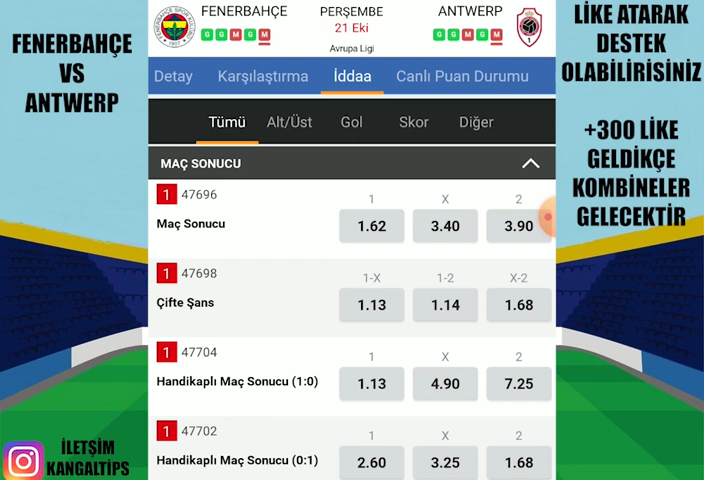 FENERBAHÇE
VS
ANTWERP
FENERBAHÇE
G G M G M
PERŞEMBE
21 Eki
Avrupa Ligi
ANTWERP
G G M G M
Detay Karşılaştırma İddaa Canlı Puan Durumu
Tümü Alt/Üst Gol Skor Diğer
MAÇ SONUCU
1 47696
Maç Sonucu
1 X 2
1.62 3.40 3.90
1 47698
Çifte Şans
1-X 1-2 X-2
1.13 1.14 1.68
1 47704
Handikaplı Maç Sonucu (1:0)
1 X 2
1.13 4.90 7.25
1 47702
Handikaplı Maç Sonucu (0:1)
1 X 2
2.60 3.25 1.68
LİKE ATARAK
DESTEK
OLABİLİRİSİNİZ
+300 LİKE
GELDİKÇE
KOMBİNELER
GELECEKTİR
İLETŞİM
KANGALTİPS